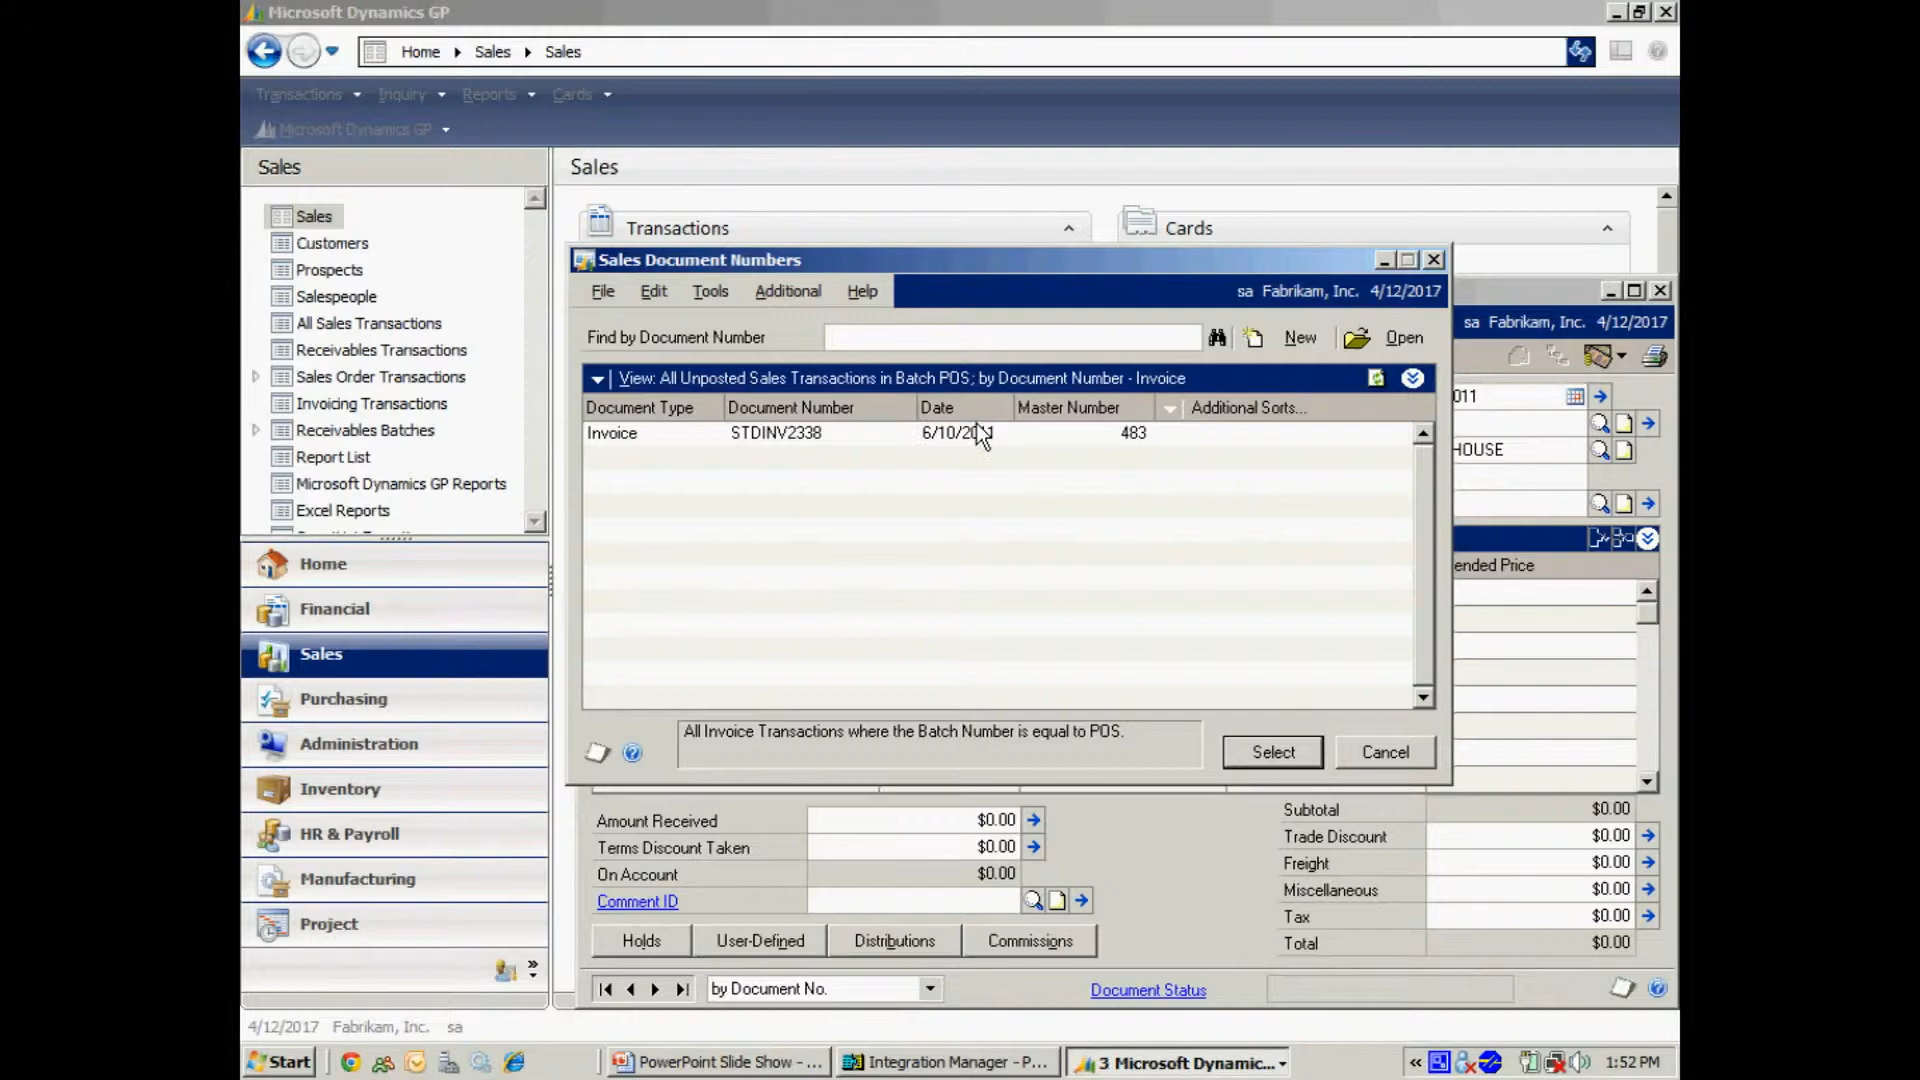 Microsoft Dynamics GP
Home Sales Sales
Transactions Inquiry Reports Cards
Microsoft Dynamics GP
Sales
Sales
Customers
Prospects
Salespeople
All Sales Transactions
Receivables Transactions
Sales Order Transactions
Invoicing Transactions
Receivables Batches
Report List
Microsoft Dynamics GP Reports
Excel Reports
Home
Financial
Sales
Purchasing
Administration
Inventory
HR & Payroll
Manufacturing
Project
Sales
Transactions
Cards
Sales Document Numbers
File Edit Tools Additional Help
sa Fabrikam, Inc. 4/12/2017
Find by Document Number
New
Open
View: All Unposted Sales Transactions in Batch POS; by Document Number - Invoice
Document Type Document Number Date Master Number Additional Sorts...
Invoice STDINV2338 6/10/2011 483
All Invoice Transactions where the Batch Number is equal to POS.
Select
Cancel
sa Fabrikam, Inc. 4/12/2017
011
HOUSE
ended Price
Amount Received $0.00
Terms Discount Taken $0.00
On Account $0.00
Comment ID
Holds User-Defined Distributions Commissions
Subtotal $0.00
Trade Discount $0.00
Freight $0.00
Miscellaneous $0.00
Tax $0.00
Total $0.00
by Document No.
Document Status
4/12/2017 Fabrikam, Inc. sa
Start
PowerPoint Slide Show - ...
Integration Manager - P...
3 Microsoft Dynamic...
1:52 PM